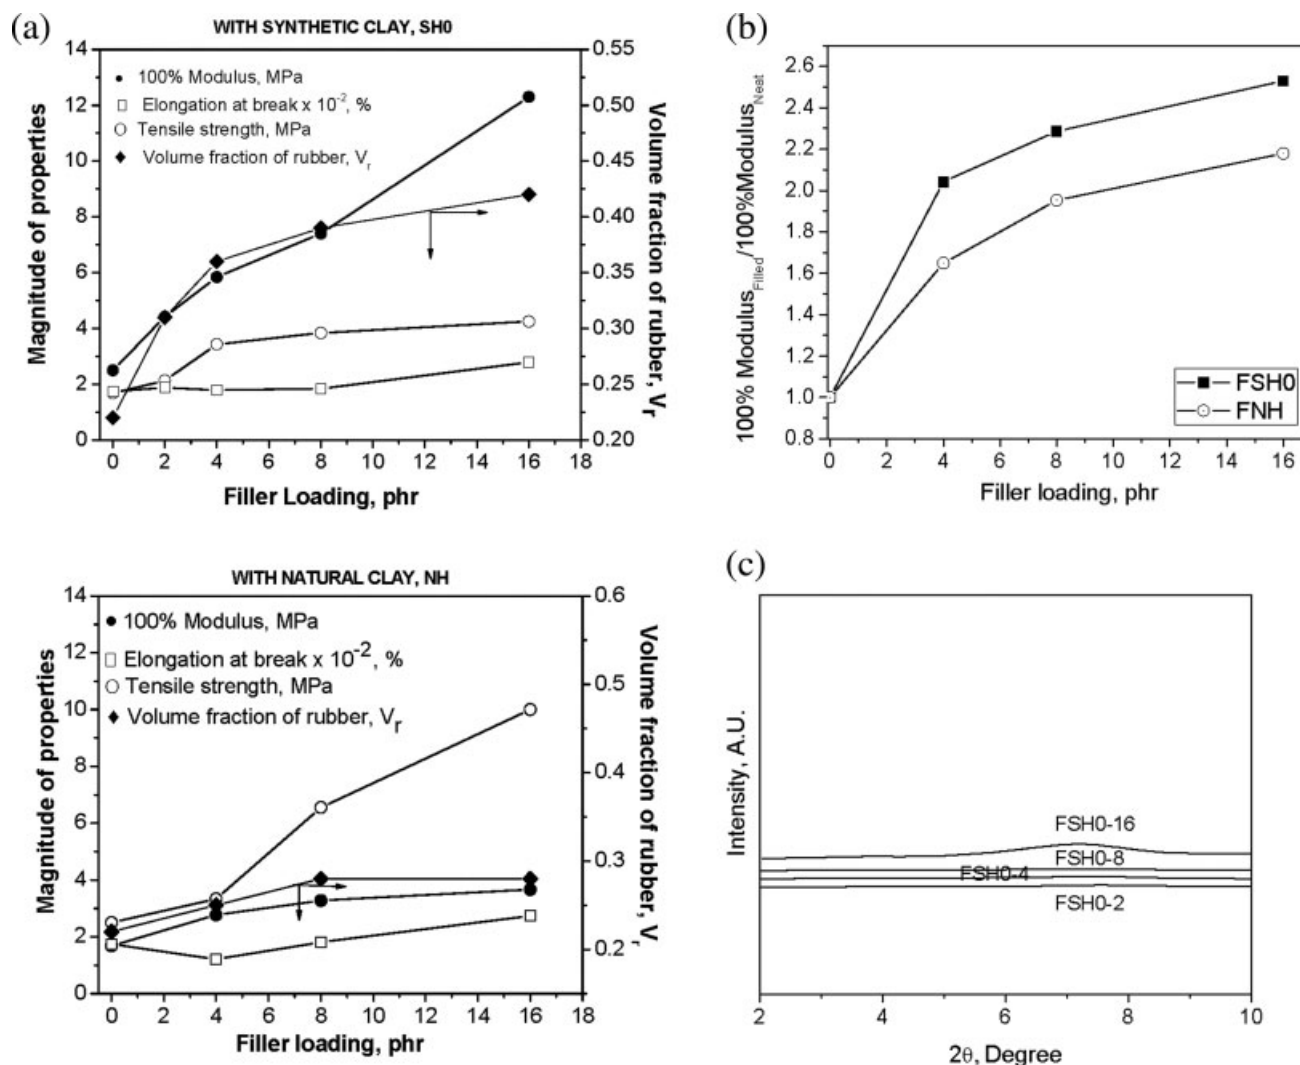 (a)
WITH SYNTHETIC CLAY, SH0
14
12
10
8
6
4
2
0
Magnitude of properties
100% Modulus, MPa
Elongation at break x 10-2, %
Tensile strength, MPa
Volume fraction of rubber, Vr
0.55
0.50
0.45
0.40
0.35
0.30
0.25
0.20
Volume fraction of rubber, Vr
0 2 4 6 8 10 12 14 16 18
Filler Loading, phr
(b)
2.6
2.4
2.2
2.0
1.8
1.6
1.4
1.2
1.0
0.8
100% ModulusFilled/100%ModulusNeat
FSH0
FNH
0 2 4 6 8 10 12 14 16
Filler loading, phr
WITH NATURAL CLAY, NH
14
12
10
8
6
4
2
0
Magnitude of properties
100% Modulus, MPa
Elongation at break x 10-2, %
Tensile strength, MPa
Volume fraction of rubber, Vr
0.6
0.5
0.4
0.3
0.2
Volume fraction of rubber, Vr
0 2 4 6 8 10 12 14 16 18
Filler loading, phr
(c)
Intensity, A.U.
FSH0-16
FSH0-8
FSH0-4
FSH0-2
2 4 6 8 10
2θ, Degree